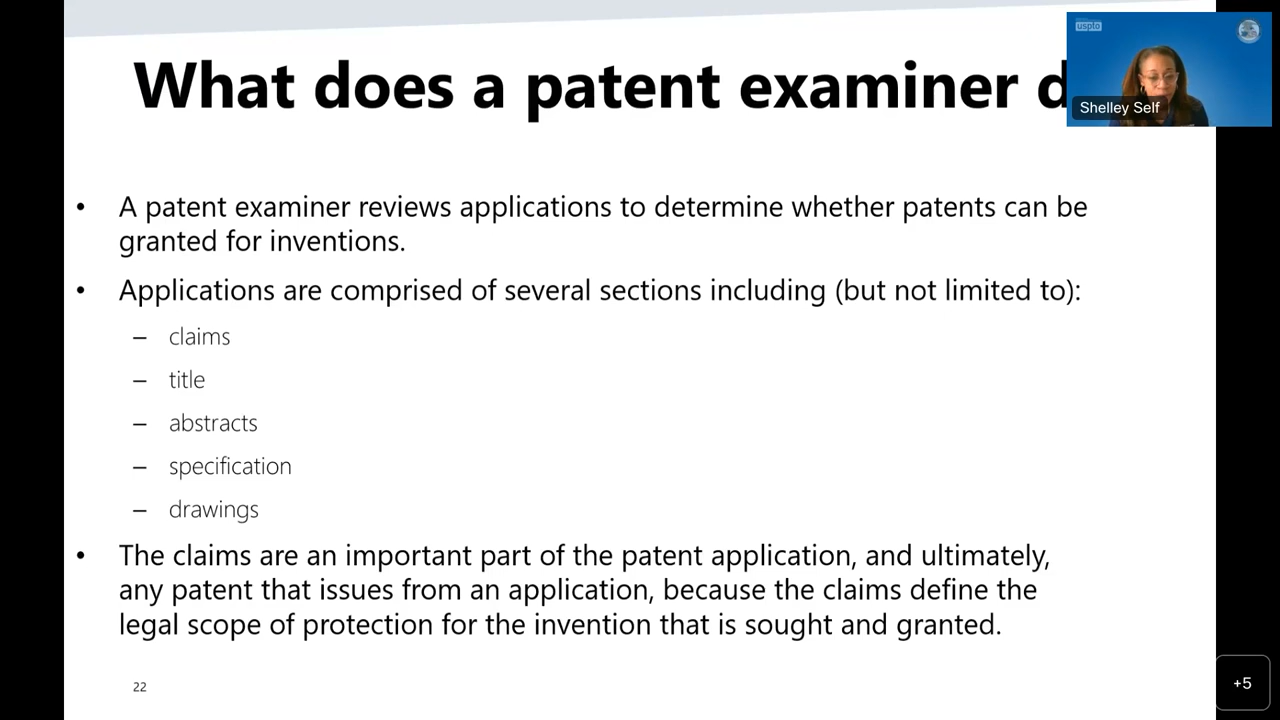 What does a patent examiner d
uspto
Shelley Self
• A patent examiner reviews applications to determine whether patents can be
granted for inventions.
• Applications are comprised of several sections including (but not limited to):
– claims
– title
– abstracts
– specification
– drawings
• The claims are an important part of the patent application, and ultimately,
any patent that issues from an application, because the claims define the
legal scope of protection for the invention that is sought and granted.
22
+5